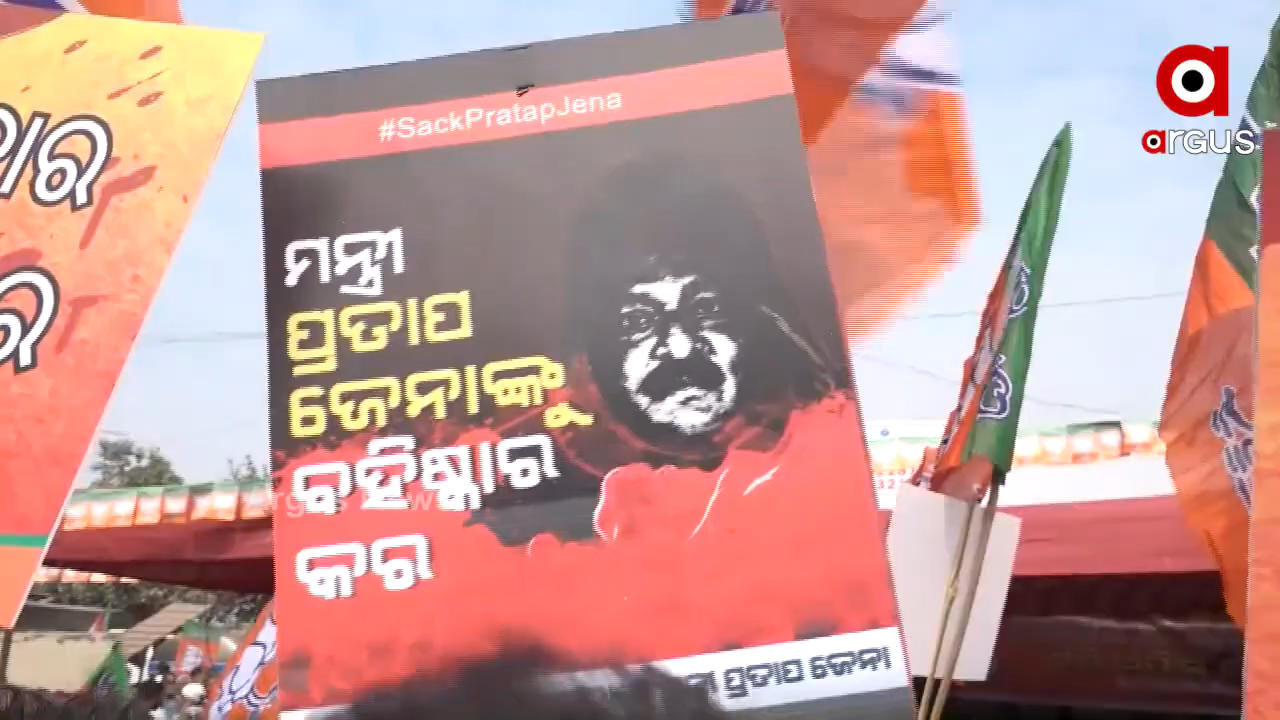 #SackPratapJena
ମନ୍ତ୍ରୀ
ପ୍ରତାପ
ଜେନାଙ୍କୁ
ବହିଷ୍କାର
କର
ପ୍ରତାପ ଜେନା
argus